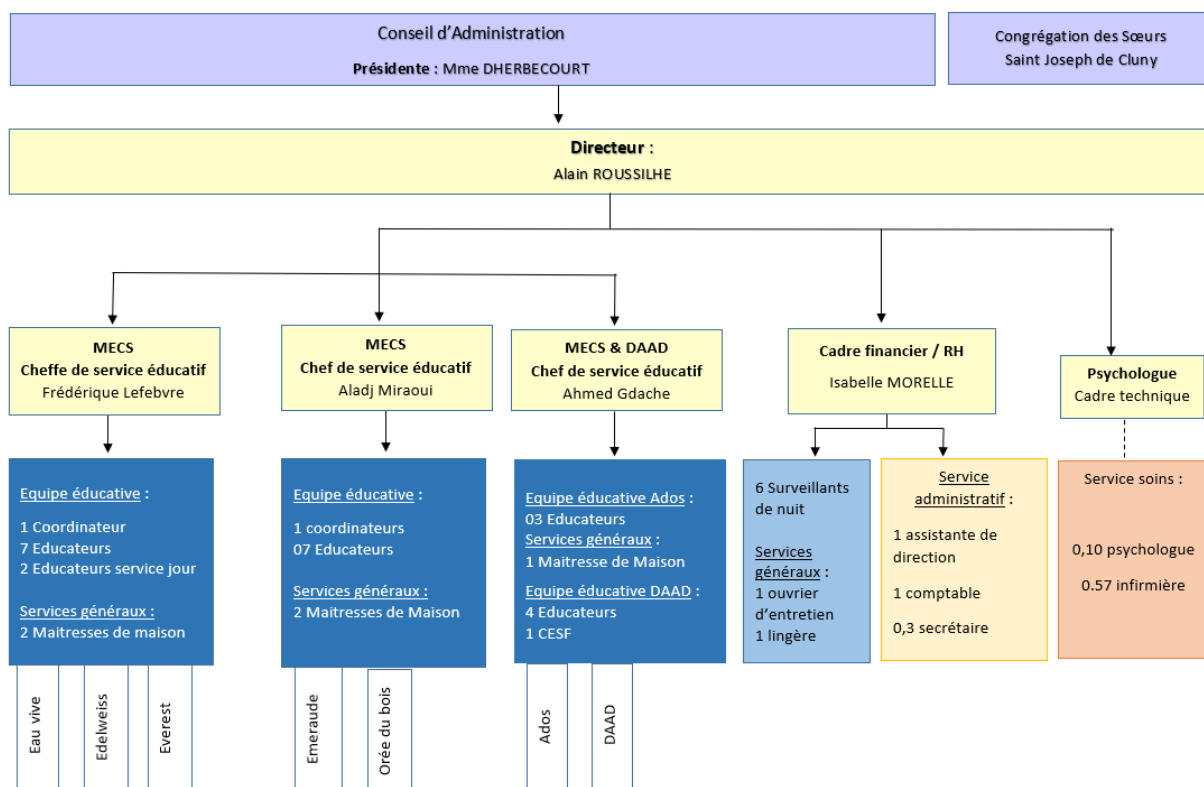 Conseil d'Administration
Présidente : Mme DHERBECOURT
Congrégation des Sœurs
Saint Joseph de Cluny
Directeur :
Alain ROUSSILHE
MECS
Cheffe de service éducatif
Frédérique Lefebvre
MECS
Chef de service éducatif
Aladj Miraoui
MECS & DAAD
Chef de service éducatif
Ahmed Gdache
Cadre financier / RH
Isabelle MORELLE
Psychologue
Cadre technique
Equipe éducative :
1 Coordinateur
7 Educateurs
2 Educateurs service jour
Services généraux :
2 Maitresses de maison
Equipe éducative :
1 coordinateurs
07 Educateurs
Services généraux :
2 Maitresses de Maison
Equipe éducative Ados :
03 Educateurs
Services généraux :
1 Maitresse de Maison
Equipe éducative DAAD :
4 Educateurs
1 CESF
6 Surveillants
de nuit
Services
généraux :
1 ouvrier
d'entretien
1 lingère
Service
administratif :
1 assistante de
direction
1 comptable
0,3 secrétaire
Service soins :
0,10 psychologue
0.57 infirmière
Eau vive
Edelweiss
Everest
Emeraude
Orée du bois
Ados
DAAD